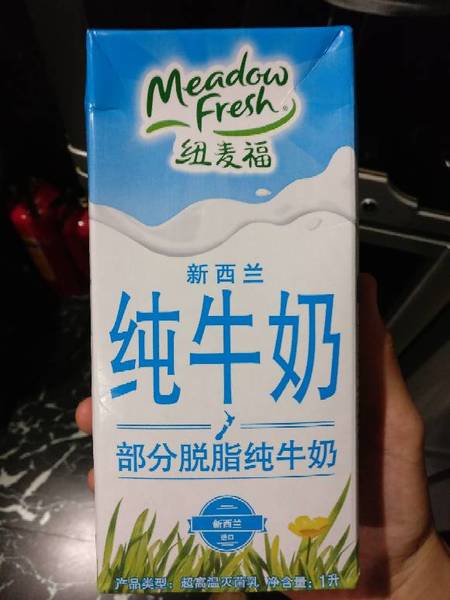 Meadow
Fresh
纽麦福
新西兰
纯牛奶
部分脱脂纯牛奶
新西兰
进口
产品类型：超高温灭菌乳 净含量：1升